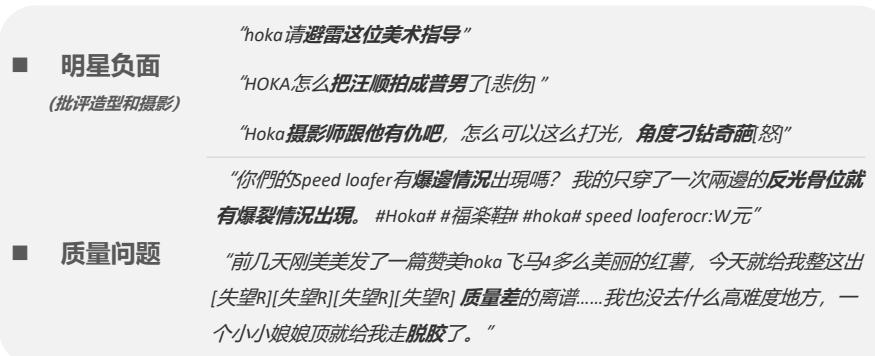 ■ 明星负面
(批评造型和摄影)
“hoka请避雷这位美术指导”
“HOKA怎么把汪顺拍成普男了[悲伤] ”
“Hoka摄影师跟他有仇吧，怎么可以这么打光，角度刁钻奇葩[怒]”
■ 质量问题
“你們的Speed loafer有爆邊情況出現嗎？ 我的只穿了一次兩邊的反光骨位就
有爆裂情況出現。 #Hoka# #福楽鞋# #hoka# speed loaferocr:W元”
“前几天刚美美发了一篇赞美hoka飞马4多么美丽的红薯，今天就给我整这出
[失望R][失望R][失望R][失望R] 质量差的离谱……我也没去什么高难度地方，一
个小小娘娘顶就给我走脱胶了。”